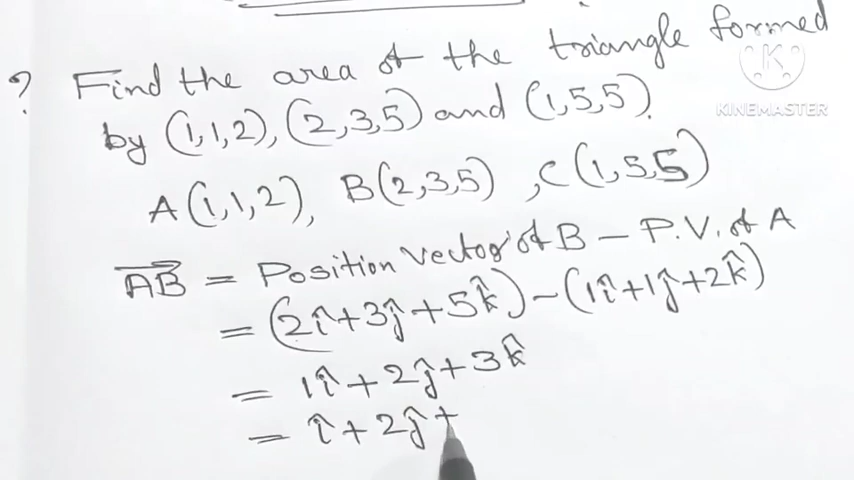 ? Find the area of the triangle formed
by (1,1,2), (2,3,5) and (1,5,5).
KINEMASTER
A(1,1,2), B(2,3,5), C(1,5,5)
$\overrightarrow{AB}$ = Position Vector of B – P.V. of A
= (2î+3ĵ+5k̂)–(1î+1ĵ+2k̂)
= 1î+2ĵ+3k̂
= î+2ĵ+